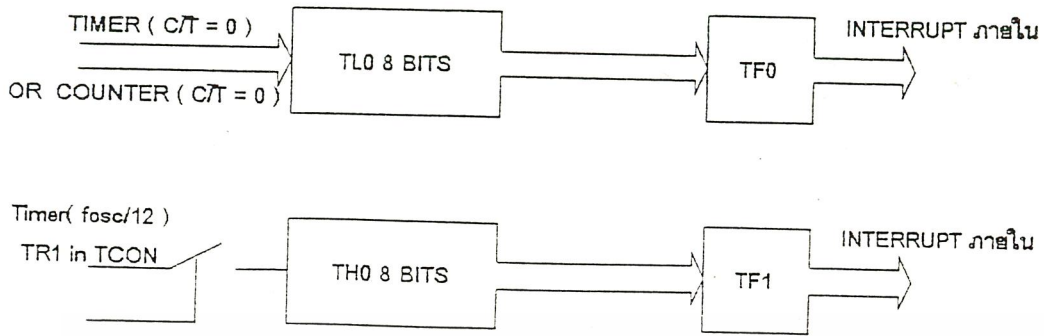 TIMER ( C/T̅ = 0 )
OR COUNTER ( C/T̅ = 0 )
TL0 8 BITS
TF0
INTERRUPT ภายใน
Timer( fosc/12 )
TR1 in TCON
TH0 8 BITS
TF1
INTERRUPT ภายใน